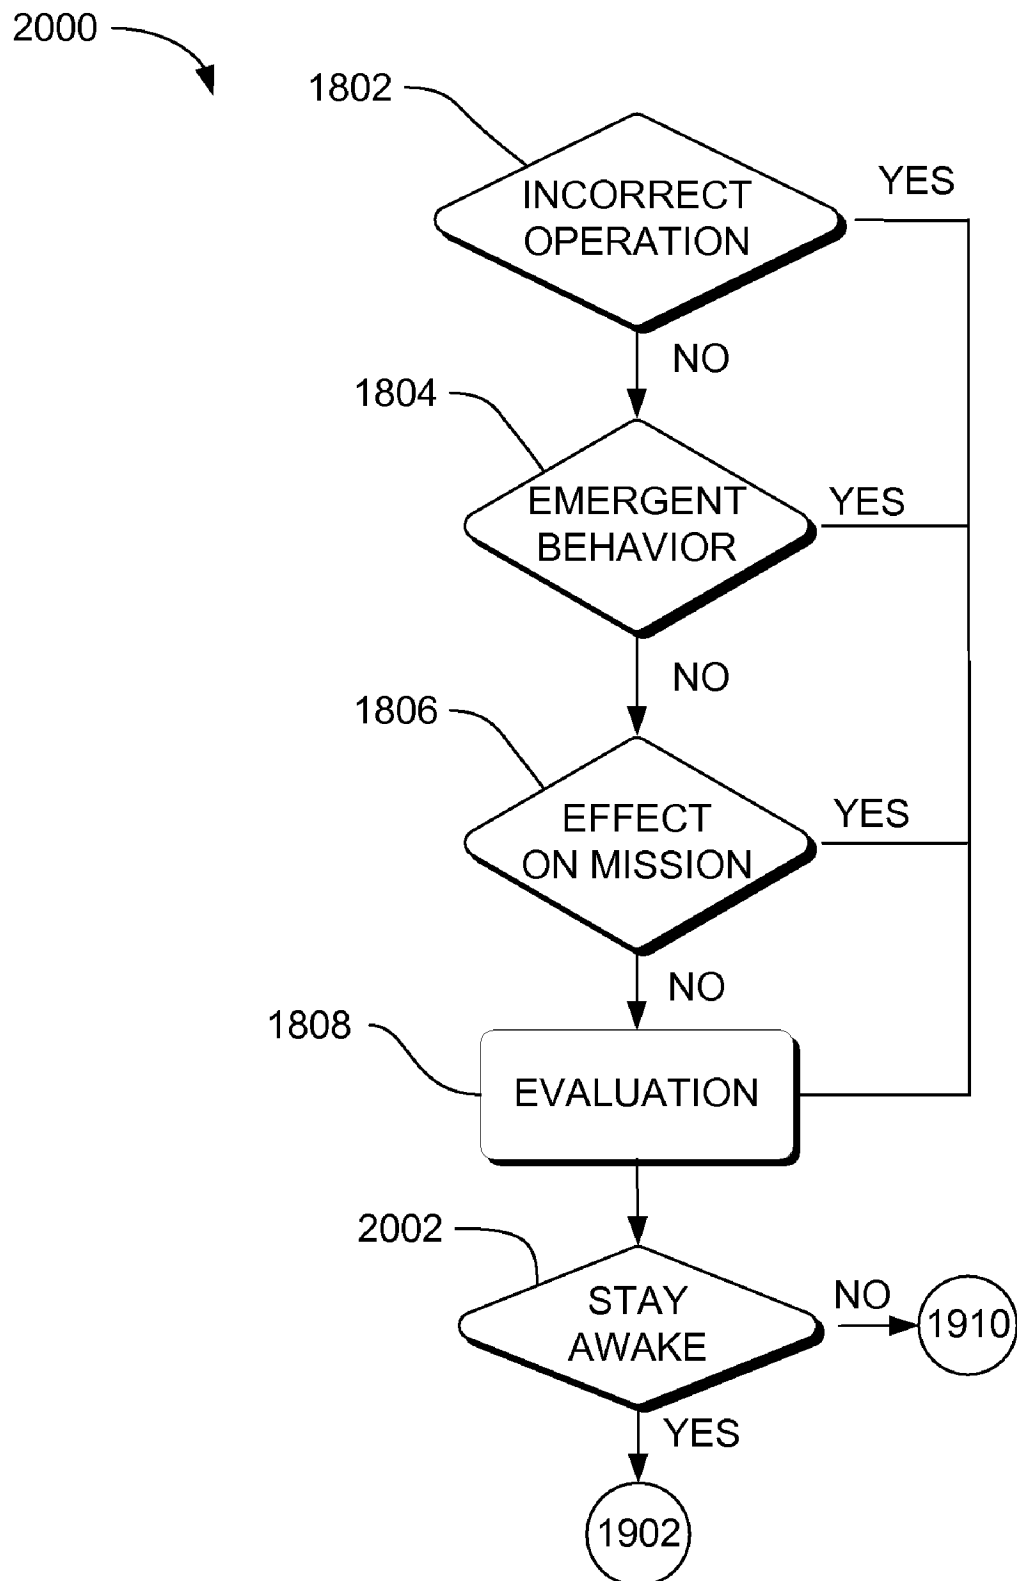 2000
1802
INCORRECT
OPERATION
YES
NO
1804
EMERGENT
BEHAVIOR
YES
NO
1806
EFFECT
ON MISSION
YES
NO
1808
EVALUATION
2002
STAY
AWAKE
NO
1910
YES
1902